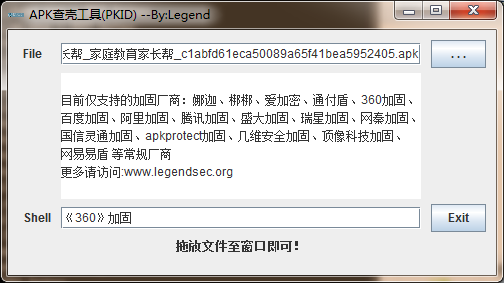 APK查壳工具(PKID) --By:Legend
File
长帮_家庭教育家长帮_c1abfd61eca50089a65f41bea5952405.apk
...
目前仅支持的加固厂商：娜迦、梆梆、爱加密、通付盾、360加固、
百度加固、阿里加固、腾讯加固、盛大加固、瑞星加固、网秦加固、
国信灵通加固、apkprotect加固、几维安全加固、顶像科技加固、
网易易盾 等常规厂商
更多请访问:www.legendsec.org
Shell
《360》加固
Exit
拖放文件至窗口即可!